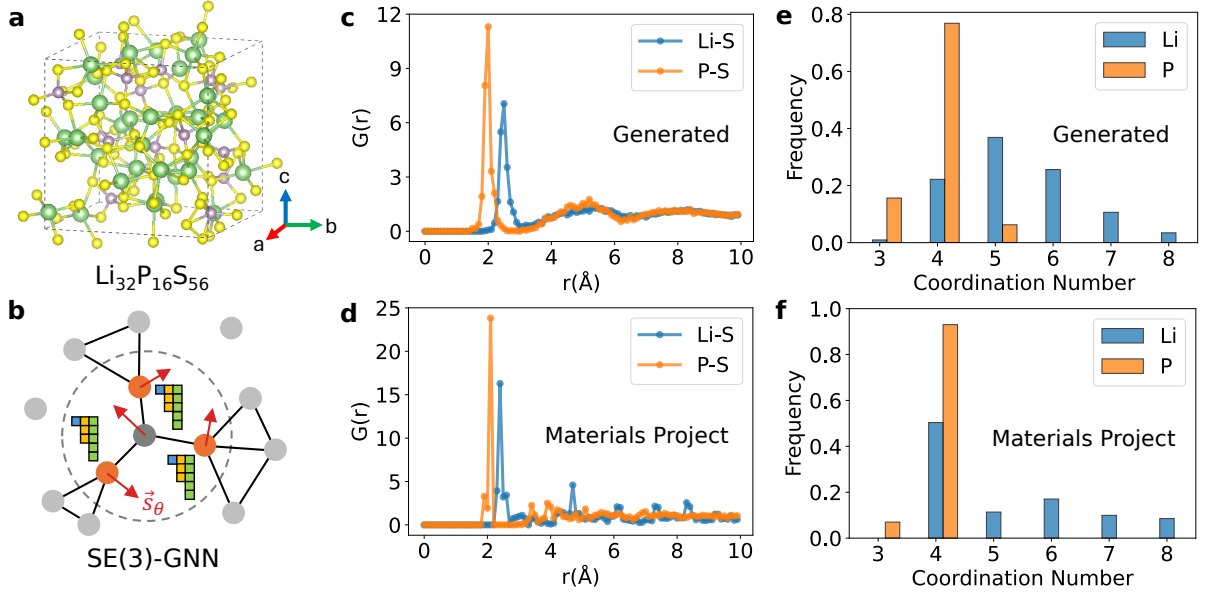 a
c
b
a
Li₃₂P₁₆S₅₆
b
s⃗θ
SE(3)-GNN
c
12
9
6
3
0
G(r)
Li-S
P-S
Generated
0 2 4 6 8 10
r(Å)
d
25
20
15
10
5
0
G(r)
Li-S
P-S
Materials Project
0 2 4 6 8 10
r(Å)
e
0.8
0.6
0.4
0.2
0.0
Frequency
Li
P
Generated
3 4 5 6 7 8
Coordination Number
f
1.0
0.8
0.6
0.4
0.2
0.0
Frequency
Li
P
Materials Project
3 4 5 6 7 8
Coordination Number